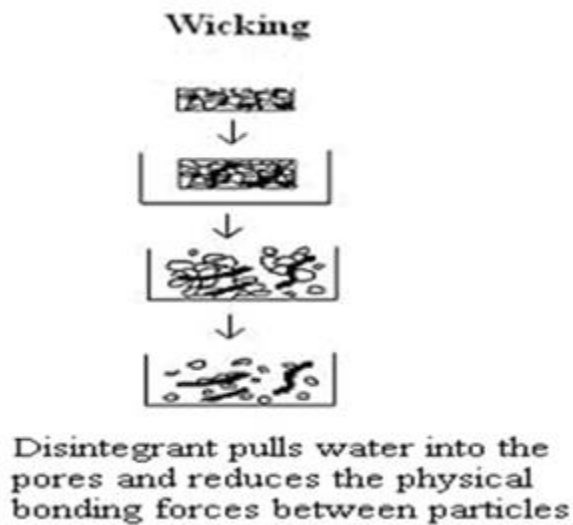 Wicking
Disintegrant pulls water into the
pores and reduces the physical
bonding forces between particles